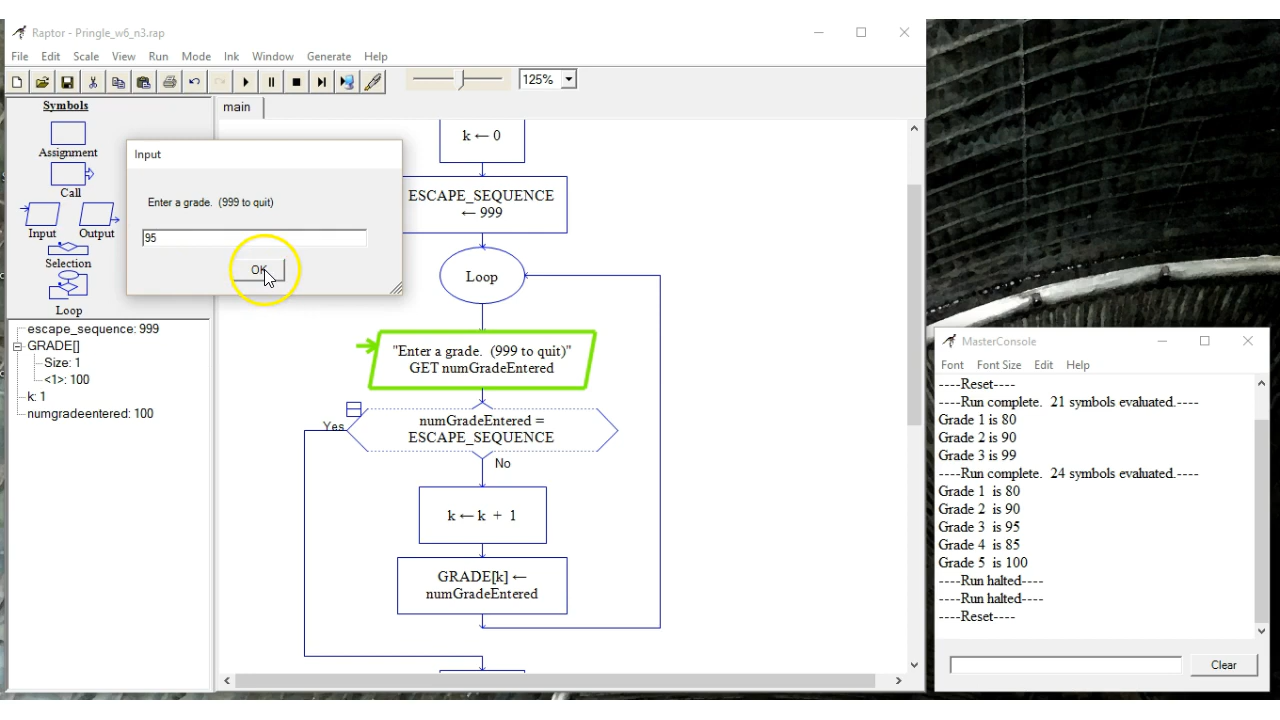 Raptor - Pringle_w6_n3.rap
File Edit Scale View Run Mode Ink Window Generate Help
125%
Symbols
main
Assignment
Call
Input Output
Selection
Loop
Input
Enter a grade. (999 to quit)
95
OK
escape_sequence: 999
GRADE[]
Size: 1
<1>: 100
k: 1
numgradeentered: 100
k ← 0
ESCAPE_SEQUENCE
← 999
Loop
"Enter a grade. (999 to quit)"
GET numGradeEntered
numGradeEntered =
ESCAPE_SEQUENCE
Yes
No
k ← k + 1
GRADE[k] ←
numGradeEntered
MasterConsole
Font Font Size Edit Help
----Reset----
----Run complete. 21 symbols evaluated.----
Grade 1 is 80
Grade 2 is 90
Grade 3 is 99
----Run complete. 24 symbols evaluated.----
Grade 1 is 80
Grade 2 is 90
Grade 3 is 95
Grade 4 is 85
Grade 5 is 100
----Run halted----
----Run halted----
----Reset----
Clear